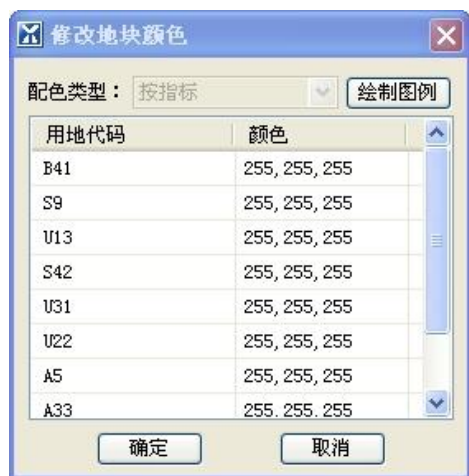 修改地块颜色
配色类型： 按指标 绘制图例
用地代码 颜色
B41 255, 255, 255
S9 255, 255, 255
U13 255, 255, 255
S42 255, 255, 255
U31 255, 255, 255
U22 255, 255, 255
A5 255, 255, 255
A33 255, 255, 255
确定 取消